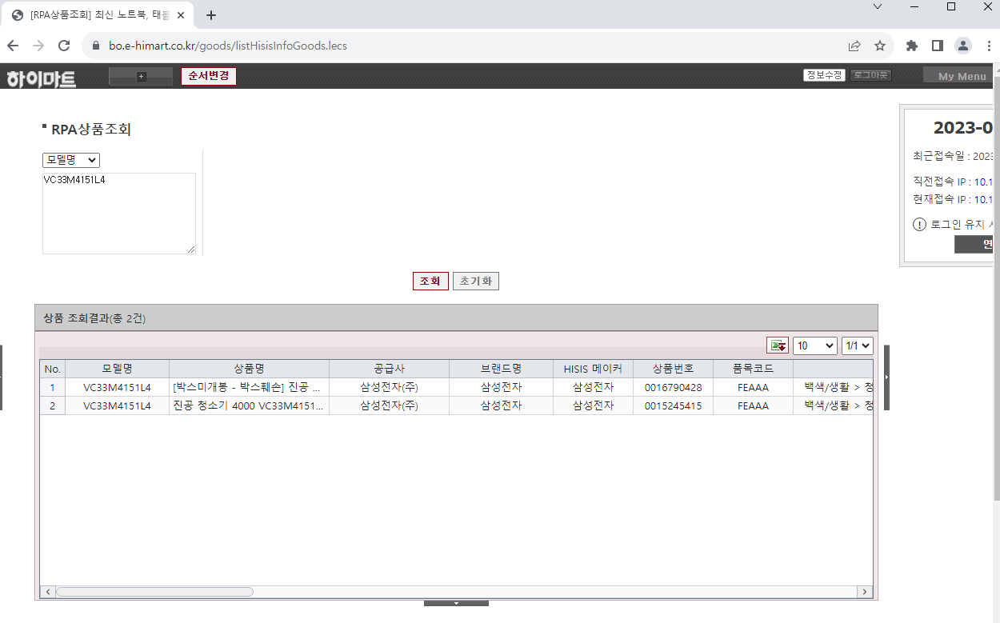 [RPA상품조회] 최신 노트북, 태블
bo.e-himart.co.kr/goods/listHisisInfoGoods.lecs
하이마트
순서변경
정보수정
로그아웃
My Menu
RPA상품조회
모델명
VC33M4151L4
2023-0
최근접속일 : 2023
직전접속 IP : 10.1
현재접속 IP : 10.1
로그인 유지
조회
초기화
상품 조회결과(총 2건)
10
1/1
No. 모델명 상품명 공급사 브랜드명 HISIS 메이커 상품번호 품목코드
1 VC33M4151L4 [박스미개봉 - 박스훼손] 진공 ... 삼성전자(주) 삼성전자 삼성전자 0016790428 FEAAA 백색/생활 > 청
2 VC33M4151L4 진공 청소기 4000 VC33M4151... 삼성전자(주) 삼성전자 삼성전자 0015245415 FEAAA 백색/생활 > 청